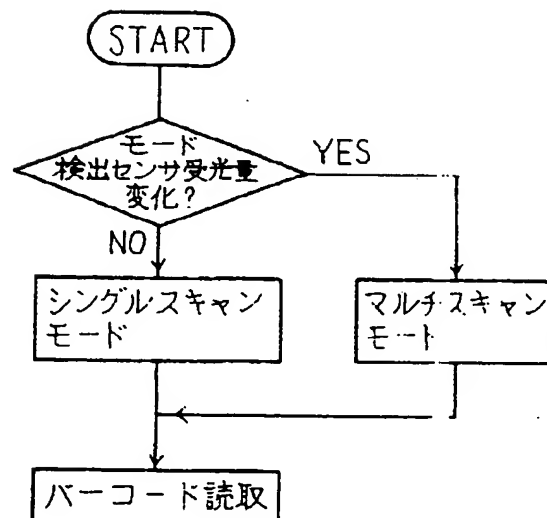 START
モード
検出センサ受光量
変化?
YES
NO
シングルスキャン
モード
マルチスキャン
モート
バーコード読取